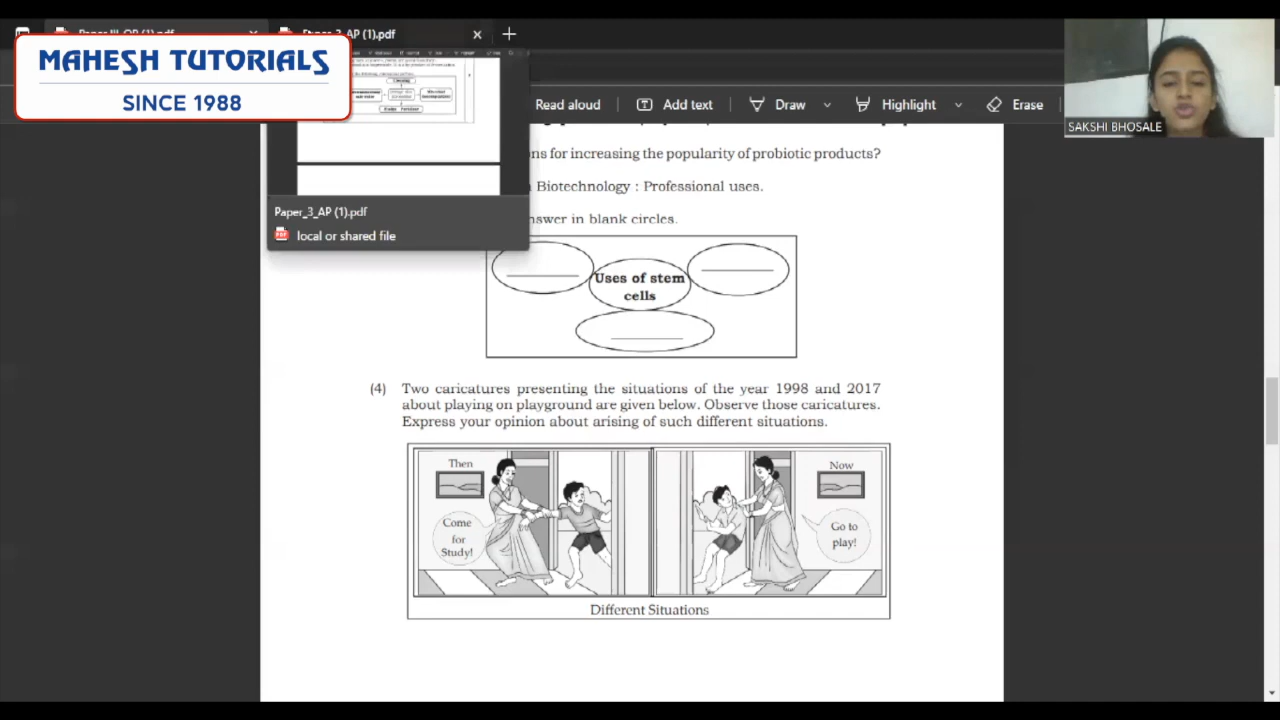 Paper_3_AP (1).pdf
MAHESH TUTORIALS
SINCE 1988
Read aloud
Add text
Draw
Highlight
Erase
SAKSHI BHOSALE
Paper_3_AP (1).pdf
local or shared file
ons for increasing the popularity of probiotic products?
Biotechnology : Professional uses.
nswer in blank circles.
Uses of stem
cells
(4) Two caricatures presenting the situations of the year 1998 and 2017
about playing on playground are given below. Observe those caricatures.
Express your opinion about arising of such different situations.
Then
Come
for
Study!
Now
Go to
play!
Different Situations